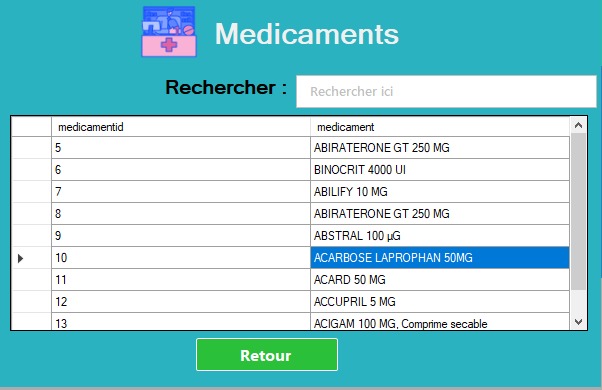 Medicaments
Rechercher :
Rechercher ici
medicamentid medicament
5 ABIRATERONE GT 250 MG
6 BINOCRIT 4000 UI
7 ABILIFY 10 MG
8 ABIRATERONE GT 250 MG
9 ABSTRAL 100 µG
10 ACARBOSE LAPROPHAN 50MG
11 ACARD 50 MG
12 ACCUPRIL 5 MG
13 ACIGAM 100 MG, Comprime secable
Retour